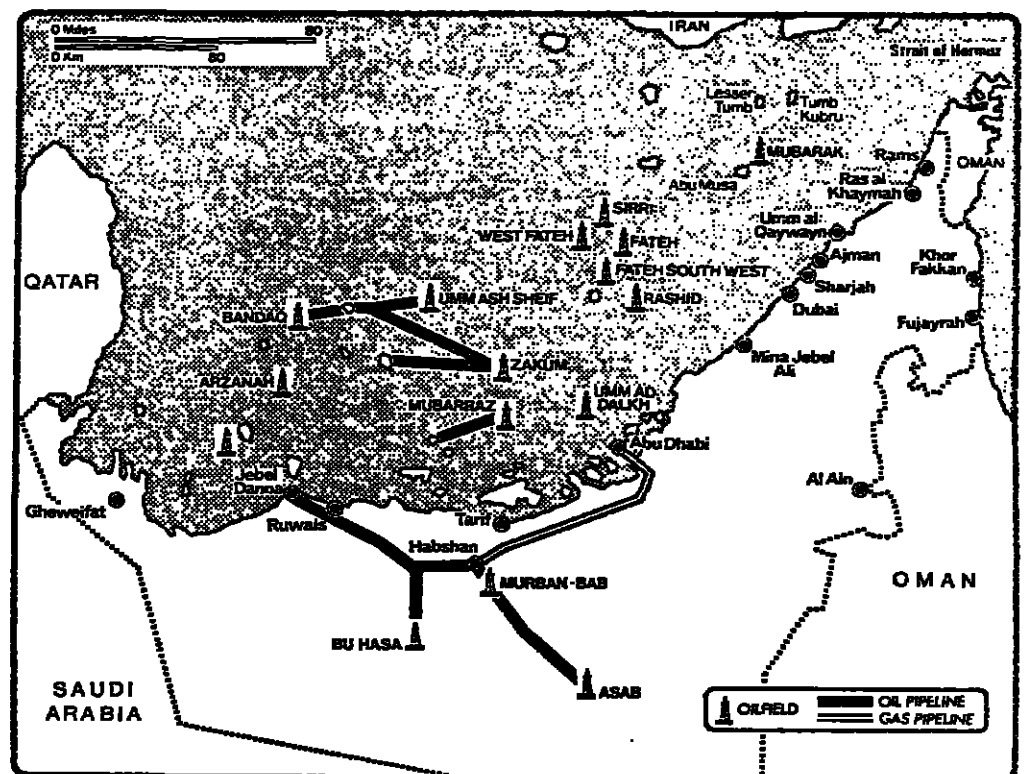 0 Miles 80
0 Km 80
IRAN
Strait of Hormuz
Lesser
Tumb
Tumb
Kubru
MUBARAK
Rams
OMAN
Abu Musa
Ras al
Khaymah
SIRRI
WEST FATEH
FATEH
Umm al
Qaywayn
Ajman
Khor
Fakkan
QATAR
FATEH SOUTH WEST
Sharjah
UMM ASH SHEIF
RASHID
Dubai
BANDAQ
Fujayrah
Mina Jebel
Ali
ZAKUM
ARZANAH
UMM AD
DALKH
MUBARRAZ
Abu Dhabi
Jebel
Danna
Al Ain
Gheweifat
Ruwais
Tarif
Habshan
MURBAN-BAB
OMAN
BU HASA
SAUDI
ARABIA
ASAB
OILFIELD
OIL PIPELINE
GAS PIPELINE